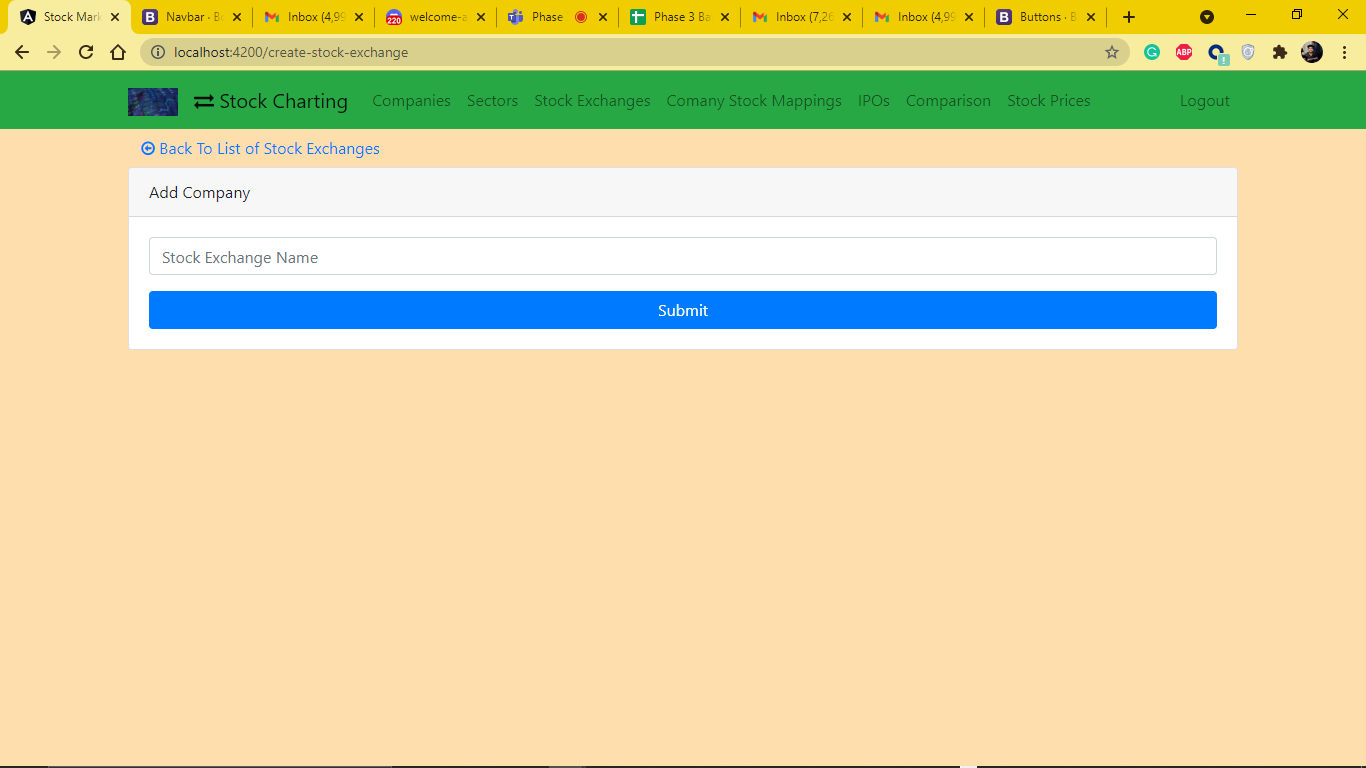 Stock Mark Navbar · B Inbox (4,99 welcome-a Phase Phase 3 Ba Inbox (7,26 Inbox (4,99 Buttons · B
localhost:4200/create-stock-exchange
Stock Charting Companies Sectors Stock Exchanges Comany Stock Mappings IPOs Comparison Stock Prices Logout
Back To List of Stock Exchanges
Add Company
Stock Exchange Name
Submit